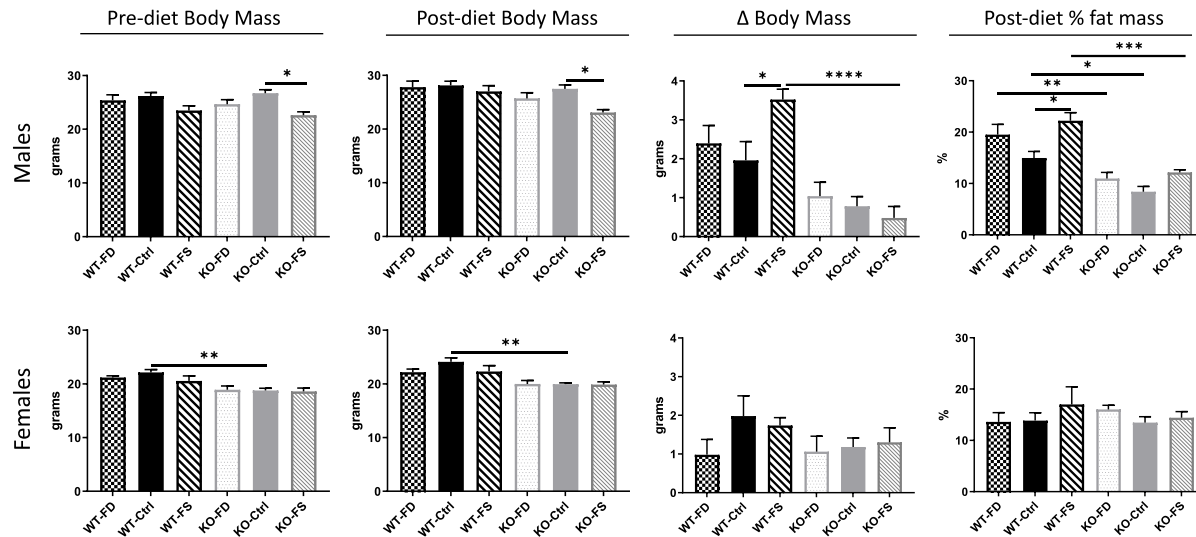 Pre-diet Body Mass
Post-diet Body Mass
Δ Body Mass
Post-diet % fat mass
Males
grams
30
20
10
0
*
WT-FD
WT-Ctrl
WT-FS
KO-FD
KO-Ctrl
KO-FS
grams
30
20
10
0
*
WT-FD
WT-Ctrl
WT-FS
KO-FD
KO-Ctrl
KO-FS
grams
4
3
2
1
0
*
****
WT-FD
WT-Ctrl
WT-FS
KO-FD
KO-Ctrl
KO-FS
%
30
20
10
0
***
*
**
*
WT-FD
WT-Ctrl
WT-FS
KO-FD
KO-Ctrl
KO-FS
Females
grams
30
20
10
0
**
WT-FD
WT-Ctrl
WT-FS
KO-FD
KO-Ctrl
KO-FS
grams
30
20
10
0
**
WT-FD
WT-Ctrl
WT-FS
KO-FD
KO-Ctrl
KO-FS
grams
4
3
2
1
0
WT-FD
WT-Ctrl
WT-FS
KO-FD
KO-Ctrl
KO-FS
%
30
20
10
0
WT-FD
WT-Ctrl
WT-FS
KO-FD
KO-Ctrl
KO-FS